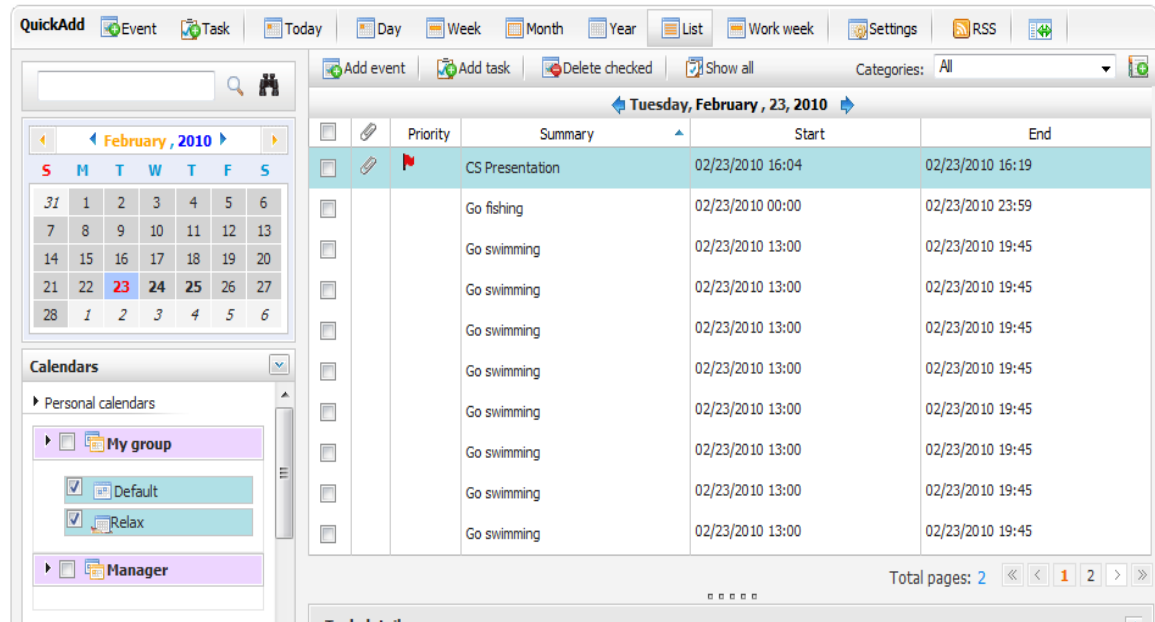 QuickAdd Event Task Today Day Week Month Year List Work week Settings RSS
Add event Add task Delete checked Show all Categories: All
Tuesday, February , 23, 2010
Priority Summary Start End
CS Presentation 02/23/2010 16:04 02/23/2010 16:19
Go fishing 02/23/2010 00:00 02/23/2010 23:59
Go swimming 02/23/2010 13:00 02/23/2010 19:45
Go swimming 02/23/2010 13:00 02/23/2010 19:45
Go swimming 02/23/2010 13:00 02/23/2010 19:45
Go swimming 02/23/2010 13:00 02/23/2010 19:45
Go swimming 02/23/2010 13:00 02/23/2010 19:45
Go swimming 02/23/2010 13:00 02/23/2010 19:45
Go swimming 02/23/2010 13:00 02/23/2010 19:45
Go swimming 02/23/2010 13:00 02/23/2010 19:45
Total pages: 2 « < 1 2 > »
February , 2010
S M T W T F S
31 1 2 3 4 5 6
7 8 9 10 11 12 13
14 15 16 17 18 19 20
21 22 23 24 25 26 27
28 1 2 3 4 5 6
Calendars
Personal calendars
My group
Default
Relax
Manager